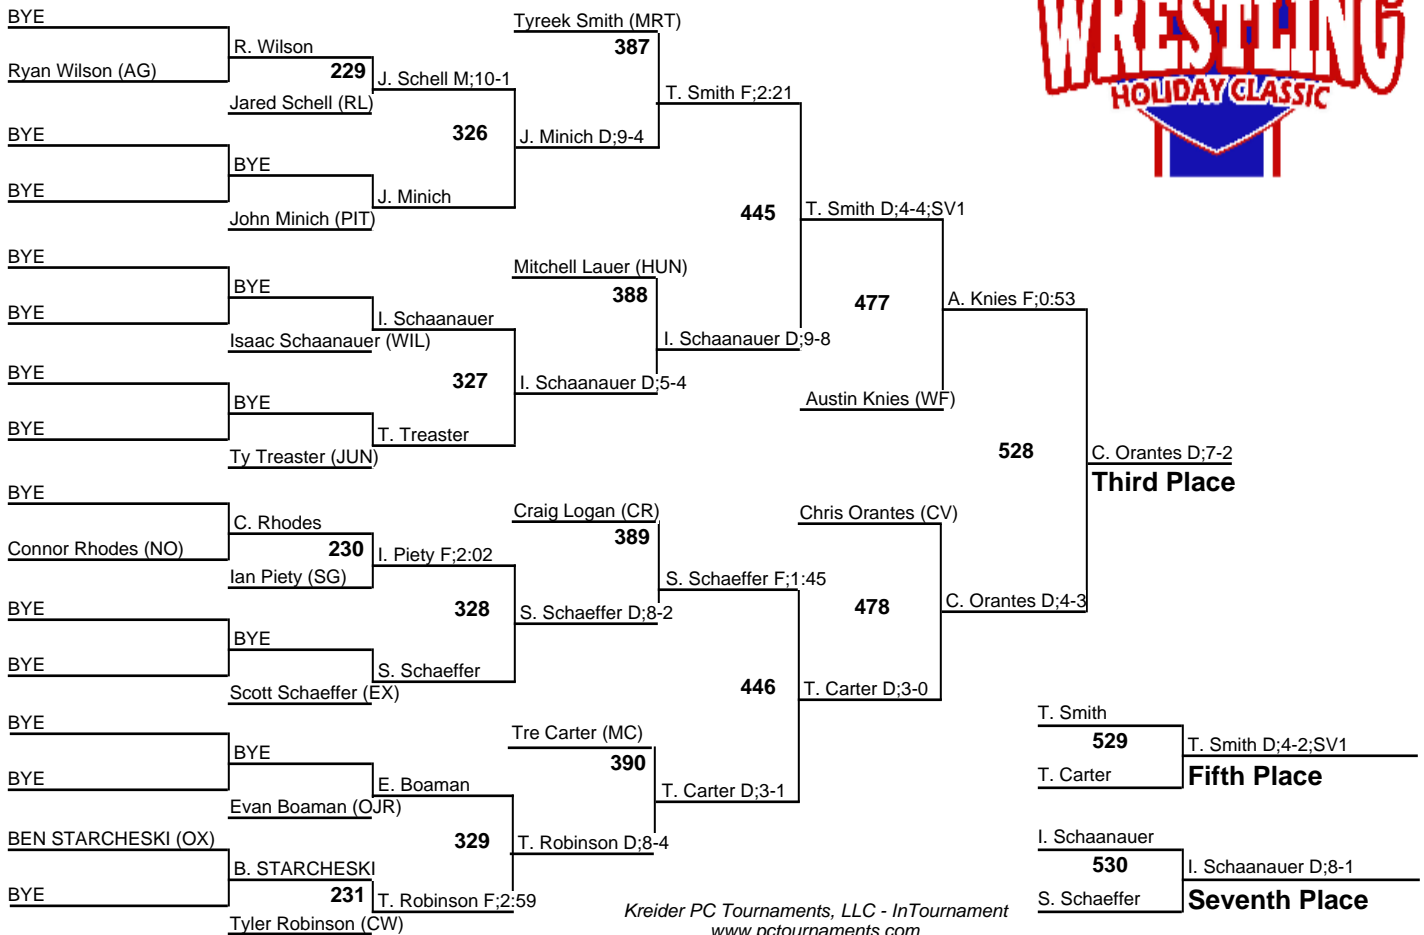 WRESTLING
HOLIDAY CLASSIC
BYE
Ryan Wilson (AG)
BYE
BYE
BYE
BYE
BYE
BYE
BYE
Connor Rhodes (NO)
BYE
BYE
BYE
BYE
BEN STARCHESKI (OX)
BYE
R. Wilson
229
Jared Schell (RL)
BYE
John Minich (PIT)
BYE
Isaac Schaanauer (WIL)
BYE
Ty Treaster (JUN)
C. Rhodes
230
Ian Piety (SG)
BYE
Scott Schaeffer (EX)
BYE
Evan Boaman (OJR)
B. STARCHESKI
231
Tyler Robinson (CW)
J. Schell M;10-1
326
J. Minich
I. Schaanauer
327
T. Treaster
I. Piety F;2:02
328
S. Schaeffer
E. Boaman
329
T. Robinson F;2:59
Tyreek Smith (MRT)
387
J. Minich D;9-4
Mitchell Lauer (HUN)
388
I. Schaanauer D;5-4
Craig Logan (CR)
389
S. Schaeffer D;8-2
Tre Carter (MC)
390
T. Robinson D;8-4
T. Smith F;2:21
445
I. Schaanauer D;9-8
S. Schaeffer F;1:45
446
T. Carter D;3-1
T. Smith D;4-4;SV1
477
Austin Knies (WF)
Chris Orantes (CV)
478
T. Carter D;3-0
A. Knies F;0:53
528
C. Orantes D;4-3
C. Orantes D;7-2
Third Place
T. Smith
529
T. Carter
T. Smith D;4-2;SV1
Fifth Place
I. Schaanauer
530
S. Schaeffer
I. Schaanauer D;8-1
Seventh Place
Kreider PC Tournaments, LLC - InTournament
www.pctournaments.com